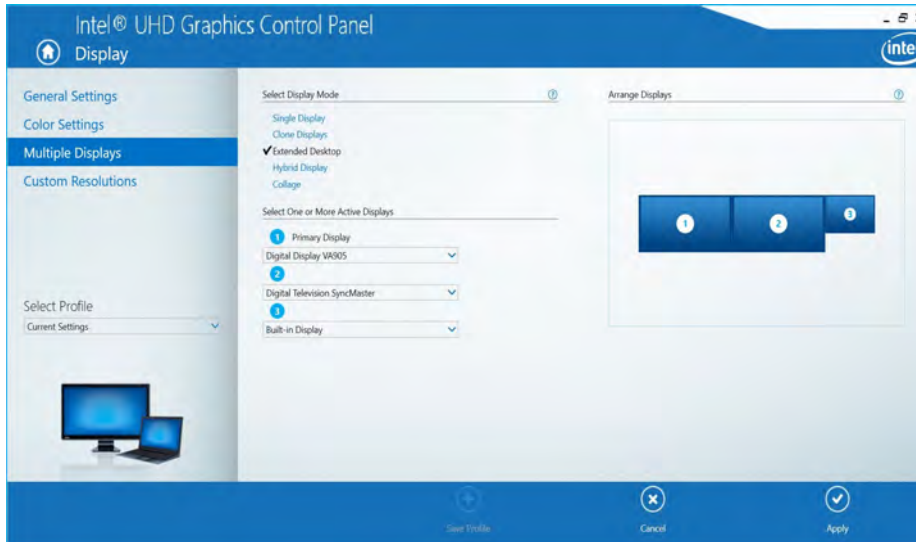 Intel® UHD Graphics Control Panel
Display
intel
General Settings
Color Settings
Multiple Displays
Custom Resolutions
Select Profile
Current Settings
Select Display Mode
Single Display
Clone Displays
Extended Desktop
Hybrid Display
Collage
Select One or More Active Displays
1 Primary Display
Digital Display VA905
2
Digital Television SyncMaster
3
Built-in Display
Arrange Displays
1 2 3
Save Profile
Cancel
Apply